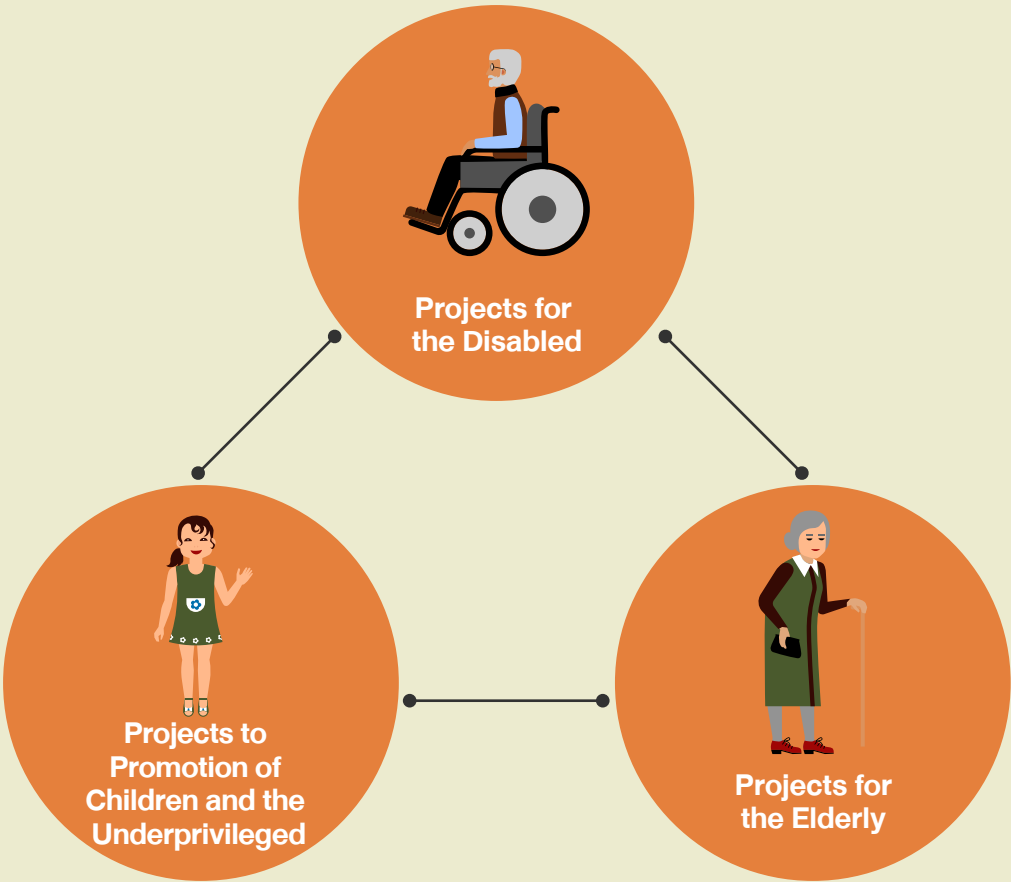 Projects for
the Disabled
Projects to
Promotion of
Children and the
Underprivileged
Projects for
the Elderly